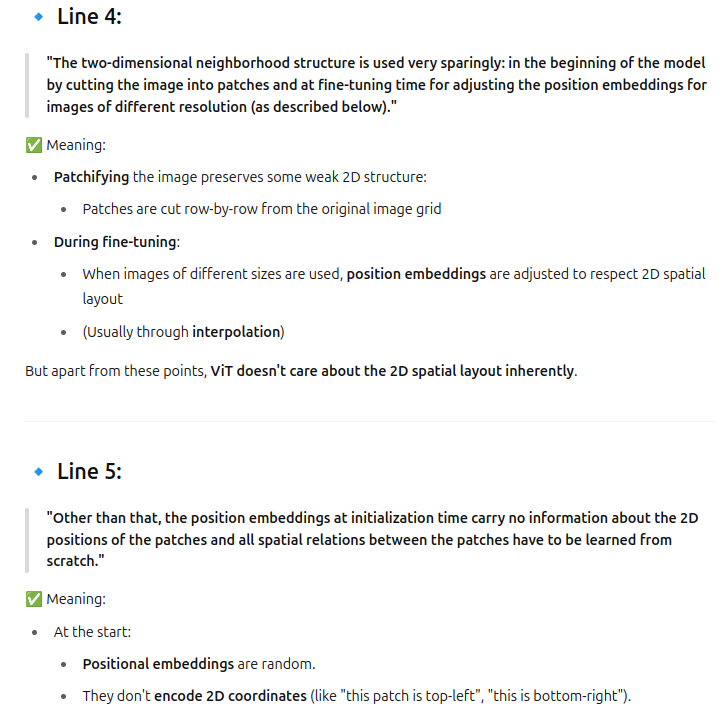 🔹 Line 4:
"The two-dimensional neighborhood structure is used very sparingly: in the beginning of the model
by cutting the image into patches and at fine-tuning time for adjusting the position embeddings for
images of different resolution (as described below)."
✅ Meaning:
• Patchifying the image preserves some weak 2D structure:
• Patches are cut row-by-row from the original image grid
• During fine-tuning:
• When images of different sizes are used, position embeddings are adjusted to respect 2D spatial
layout
• (Usually through interpolation)
But apart from these points, ViT doesn't care about the 2D spatial layout inherently.
🔹 Line 5:
"Other than that, the position embeddings at initialization time carry no information about the 2D
positions of the patches and all spatial relations between the patches have to be learned from
scratch."
✅ Meaning:
• At the start:
• Positional embeddings are random.
• They don't encode 2D coordinates (like "this patch is top-left", "this is bottom-right").